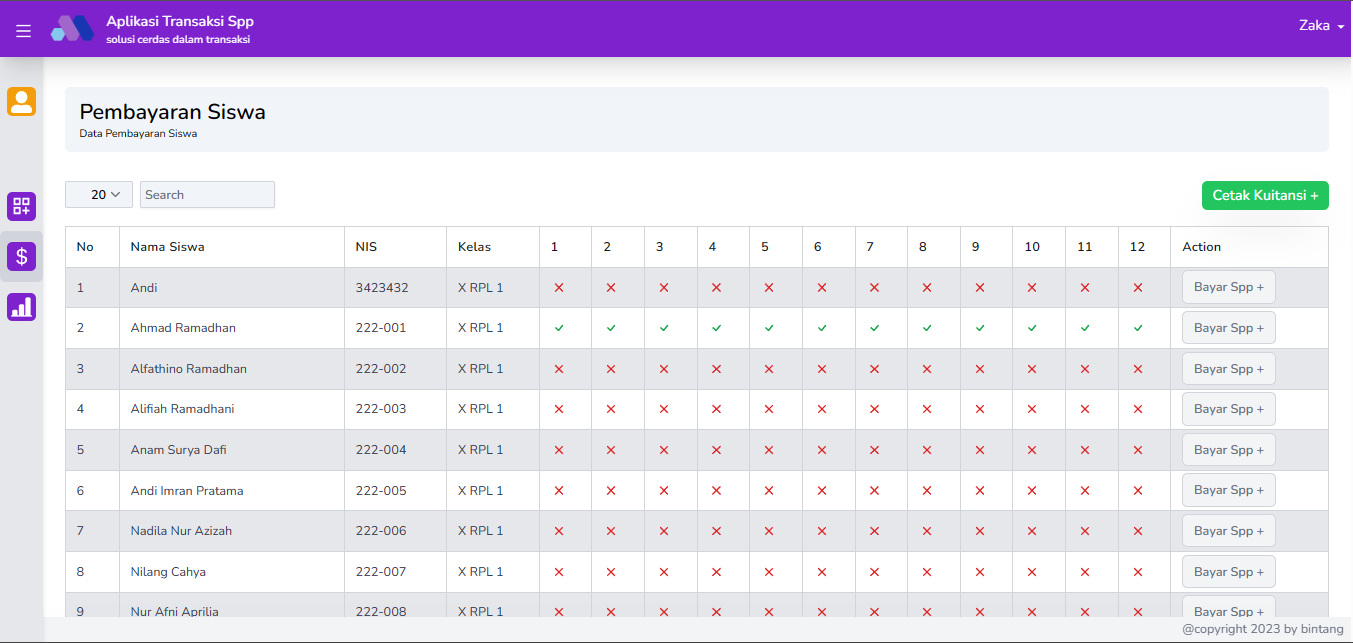 Aplikasi Transaksi Spp
solusi cerdas dalam transaksi
Zaka
Pembayaran Siswa
Data Pembayaran Siswa
20 Search Cetak Kuitansi +
No Nama Siswa NIS Kelas 1 2 3 4 5 6 7 8 9 10 11 12 Action
1 Andi 3423432 X RPL 1 Bayar Spp +
2 Ahmad Ramadhan 222-001 X RPL 1 Bayar Spp +
3 Alfathino Ramadhan 222-002 X RPL 1 Bayar Spp +
4 Alifiah Ramadhani 222-003 X RPL 1 Bayar Spp +
5 Anam Surya Dafi 222-004 X RPL 1 Bayar Spp +
6 Andi Imran Pratama 222-005 X RPL 1 Bayar Spp +
7 Nadila Nur Azizah 222-006 X RPL 1 Bayar Spp +
8 Nilang Cahya 222-007 X RPL 1 Bayar Spp +
9 Nur Afni Aprilia 222-008 X RPL 1 Bayar Spp +
@copyright 2023 by bintang